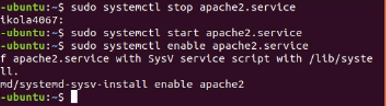 -ubuntu:~$ sudo systemctl stop apache2.service
ikola4067:
-ubuntu:~$ sudo systemctl start apache2.service
-ubuntu:~$ sudo systemctl enable apache2.service
f apache2.service with SysV service script with /lib/syste
ll.
md/systemd-sysv-install enable apache2
-ubuntu:~$